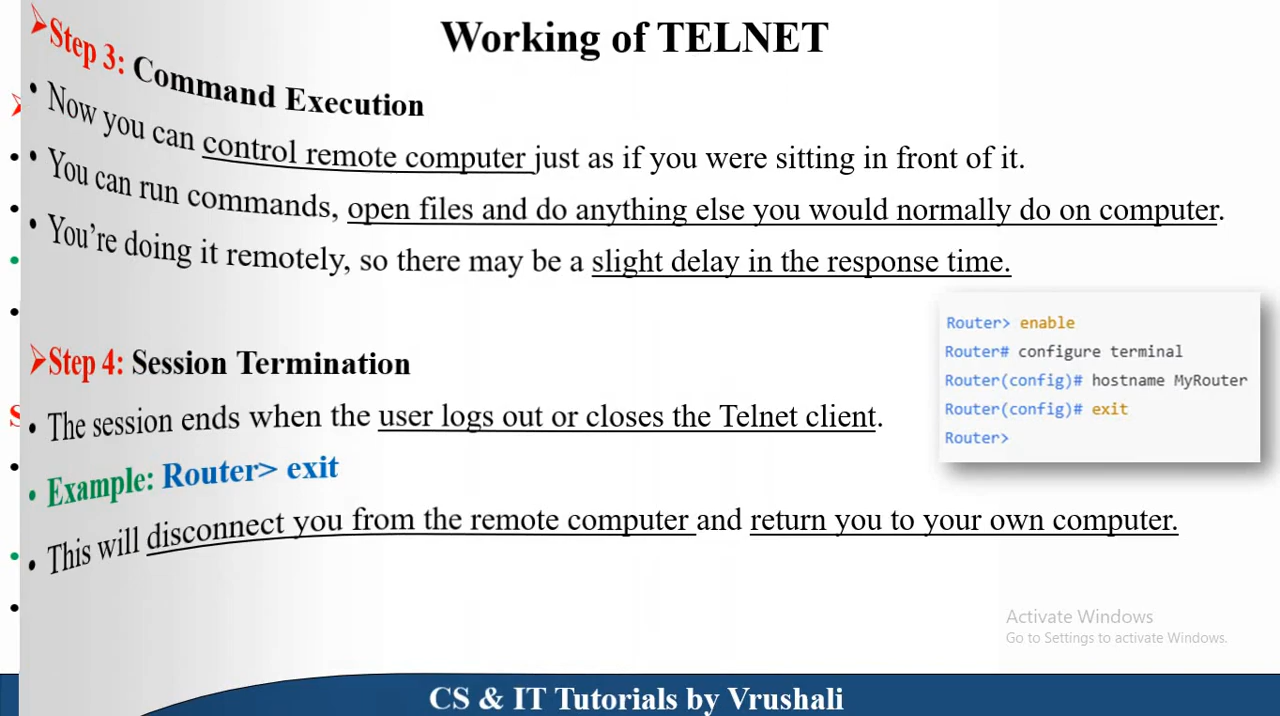 Working of TELNET
➢Step 3: Command Execution
• Now you can control remote computer just as if you were sitting in front of it.
• You can run commands, open files and do anything else you would normally do on computer.
• You're doing it remotely, so there may be a slight delay in the response time.
Router> enable
Router# configure terminal
Router(config)# hostname MyRouter
Router(config)# exit
Router>
➢Step 4: Session Termination
• The session ends when the user logs out or closes the Telnet client.
• Example: Router> exit
• This will disconnect you from the remote computer and return you to your own computer.
Activate Windows
Go to Settings to activate Windows.
CS & IT Tutorials by Vrushali